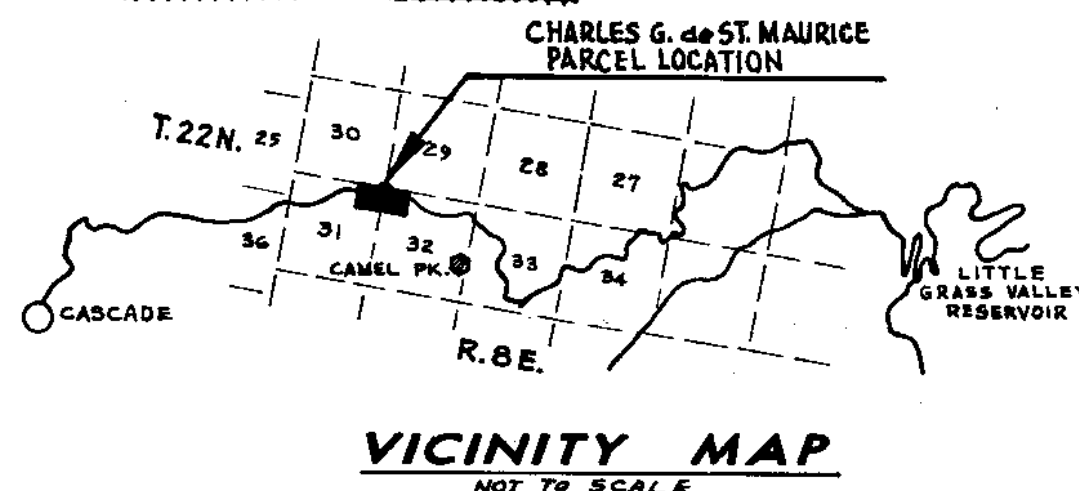 CHARLES G. de ST. MAURICE
PARCEL LOCATION
T. 22N.
25
30
29
28
27
36
31
32
33
34
CAMEL PK.
CASCADE
R. 8E.
LITTLE
GRASS VALLEY
RESERVOIR
VICINITY MAP
NOT TO SCALE